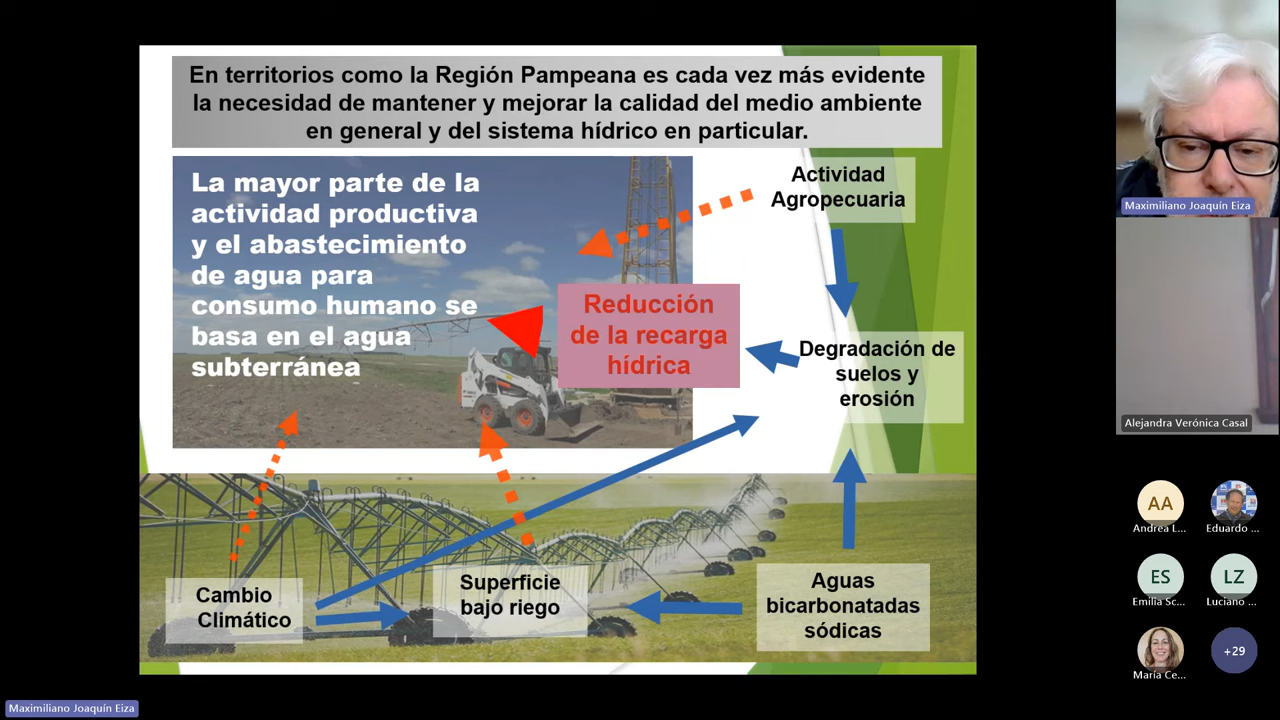 En territorios como la Región Pampeana es cada vez más evidente
la necesidad de mantener y mejorar la calidad del medio ambiente
en general y del sistema hídrico en particular.
La mayor parte de la
actividad productiva
y el abastecimiento
de agua para
consumo humano se
basa en el agua
subterránea
Actividad
Agropecuaria
Reducción
de la recarga
hídrica
Degradación de
suelos y
erosión
Cambio
Climático
Superficie
bajo riego
Aguas
bicarbonatadas
sódicas
Maximiliano Joaquín Eiza
Alejandra Verónica Casal
AA
Andrea L...
Eduardo ...
ES
Emilia Sc...
LZ
Luciano ...
María Ce...
+29
Maximiliano Joaquín Eiza